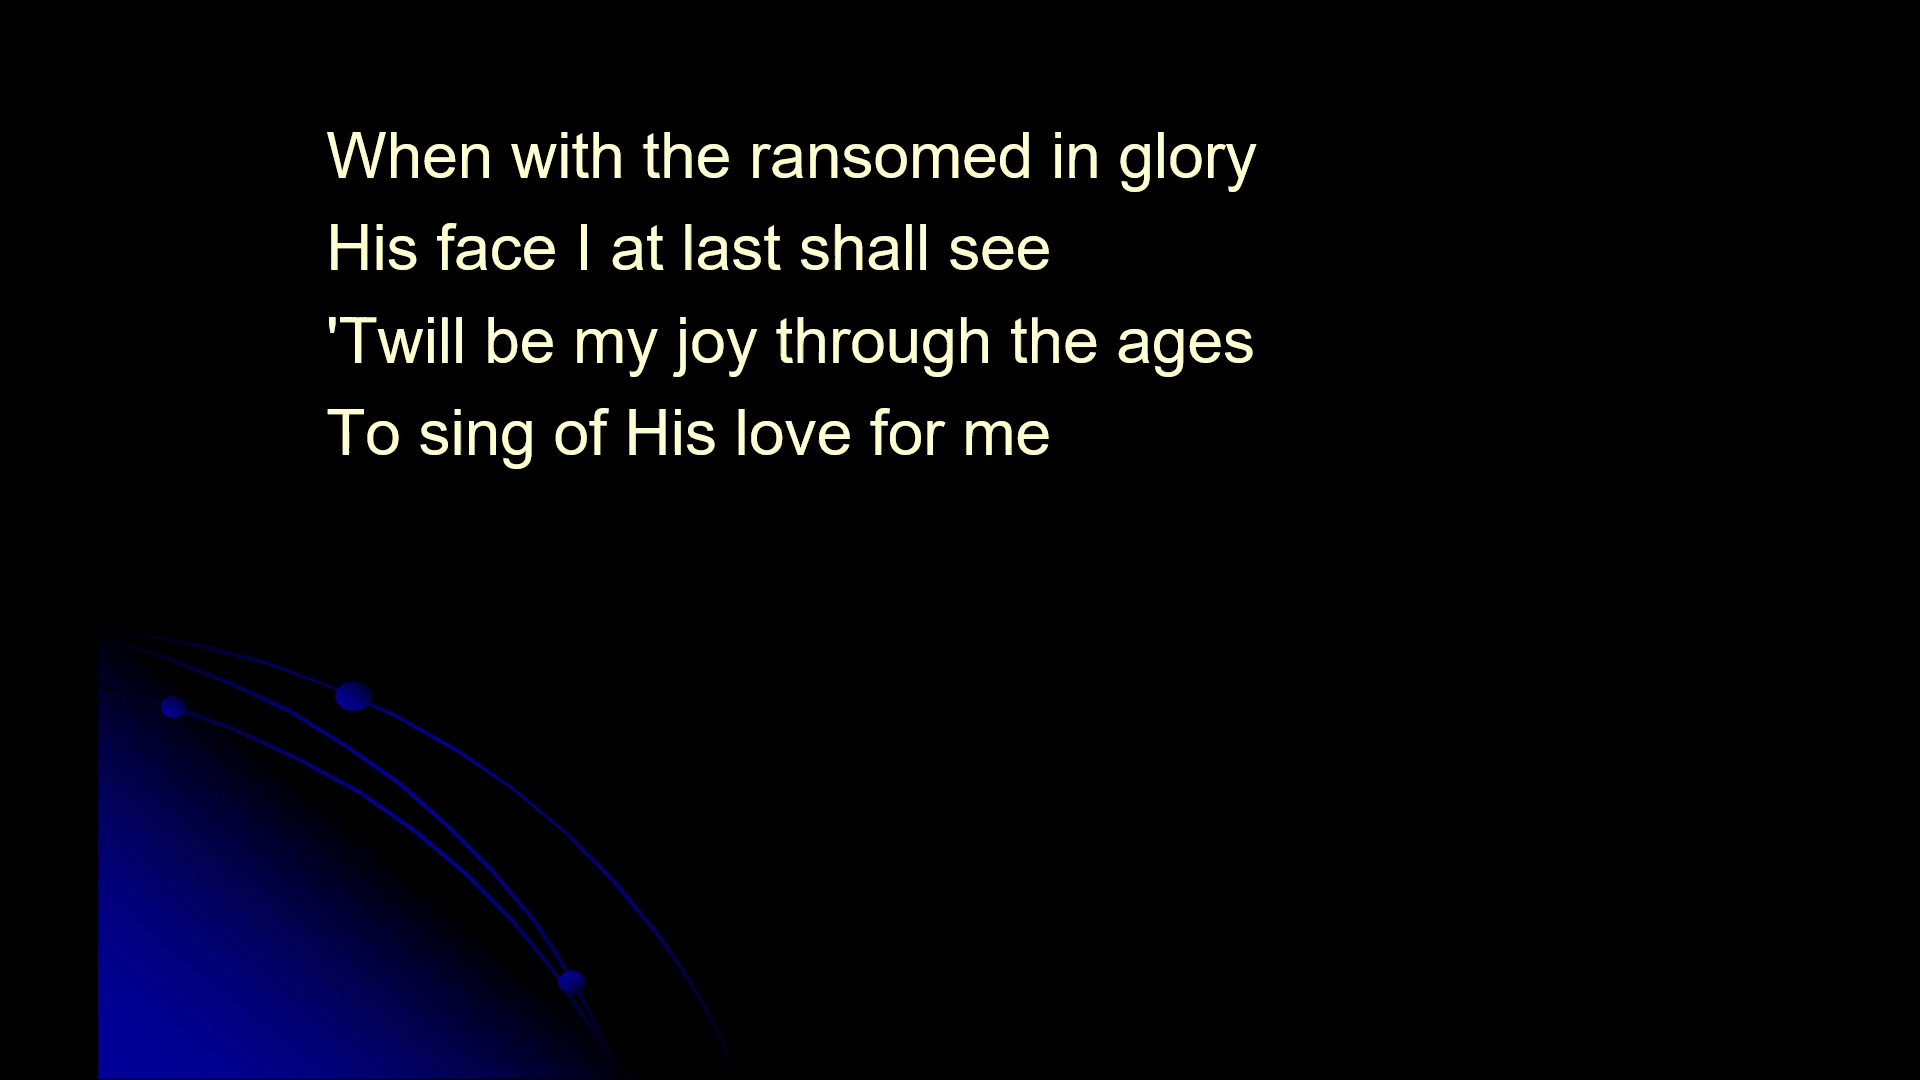 When with the ransomed in glory
His face I at last shall see
'Twill be my joy through the ages
To sing of His love for me